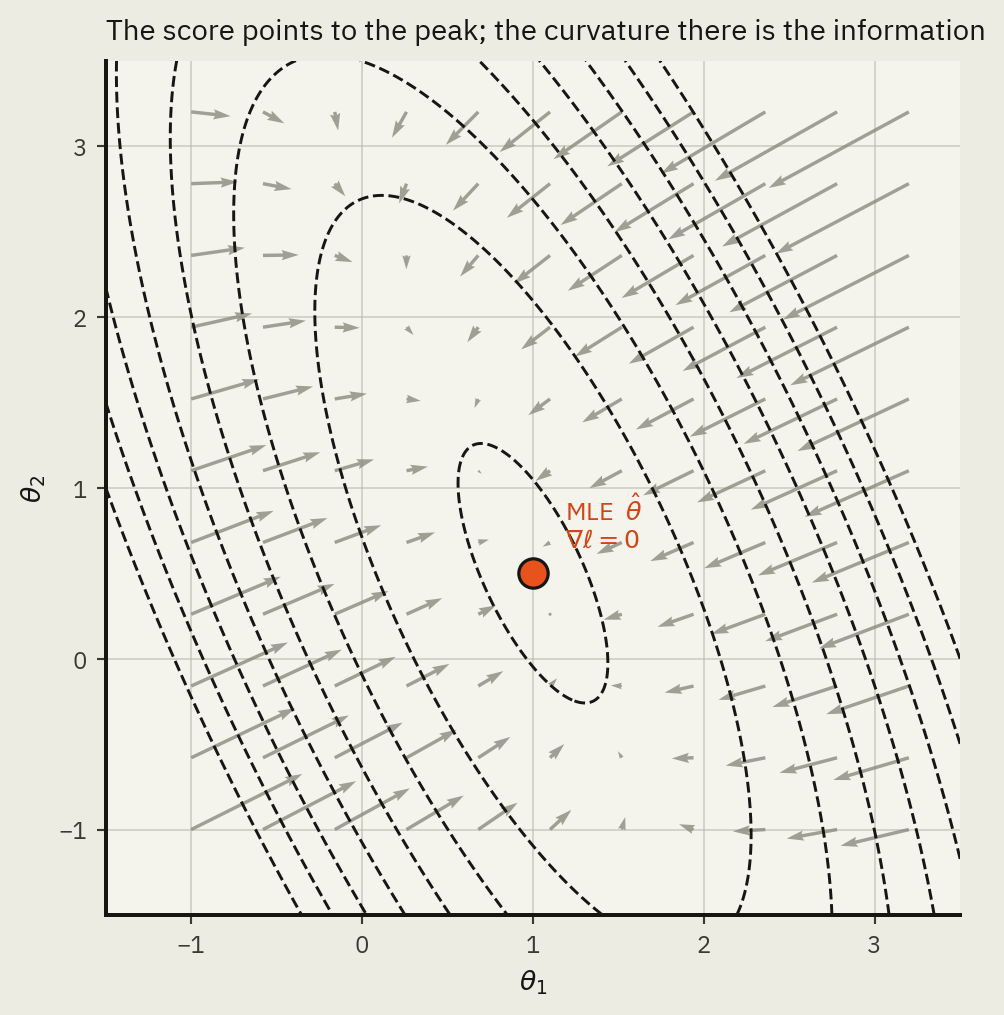 The score points to the peak; the curvature there is the information
3
2
1
0
−1
θ₂
MLE θ̂
∇ℓ = 0
−1 0 1 2 3
θ₁